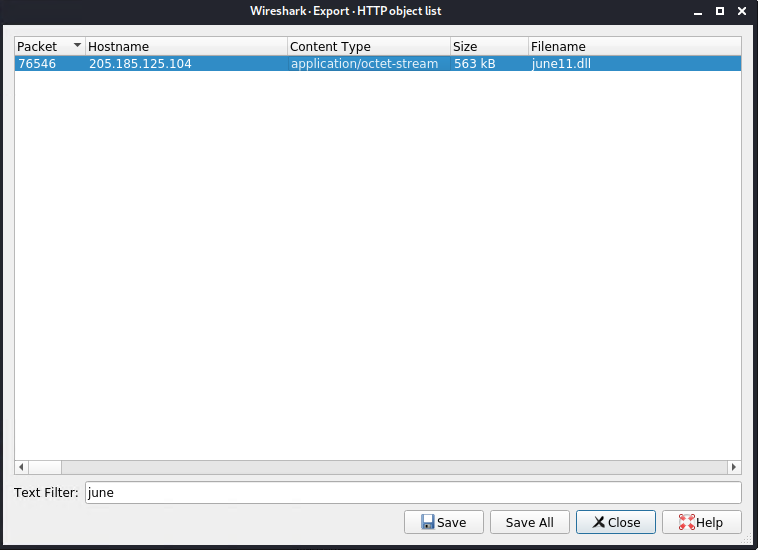 Wireshark · Export · HTTP object list
Packet Hostname Content Type Size Filename
76546 205.185.125.104 application/octet-stream 563 kB june11.dll
Text Filter: june
Save Save All Close Help